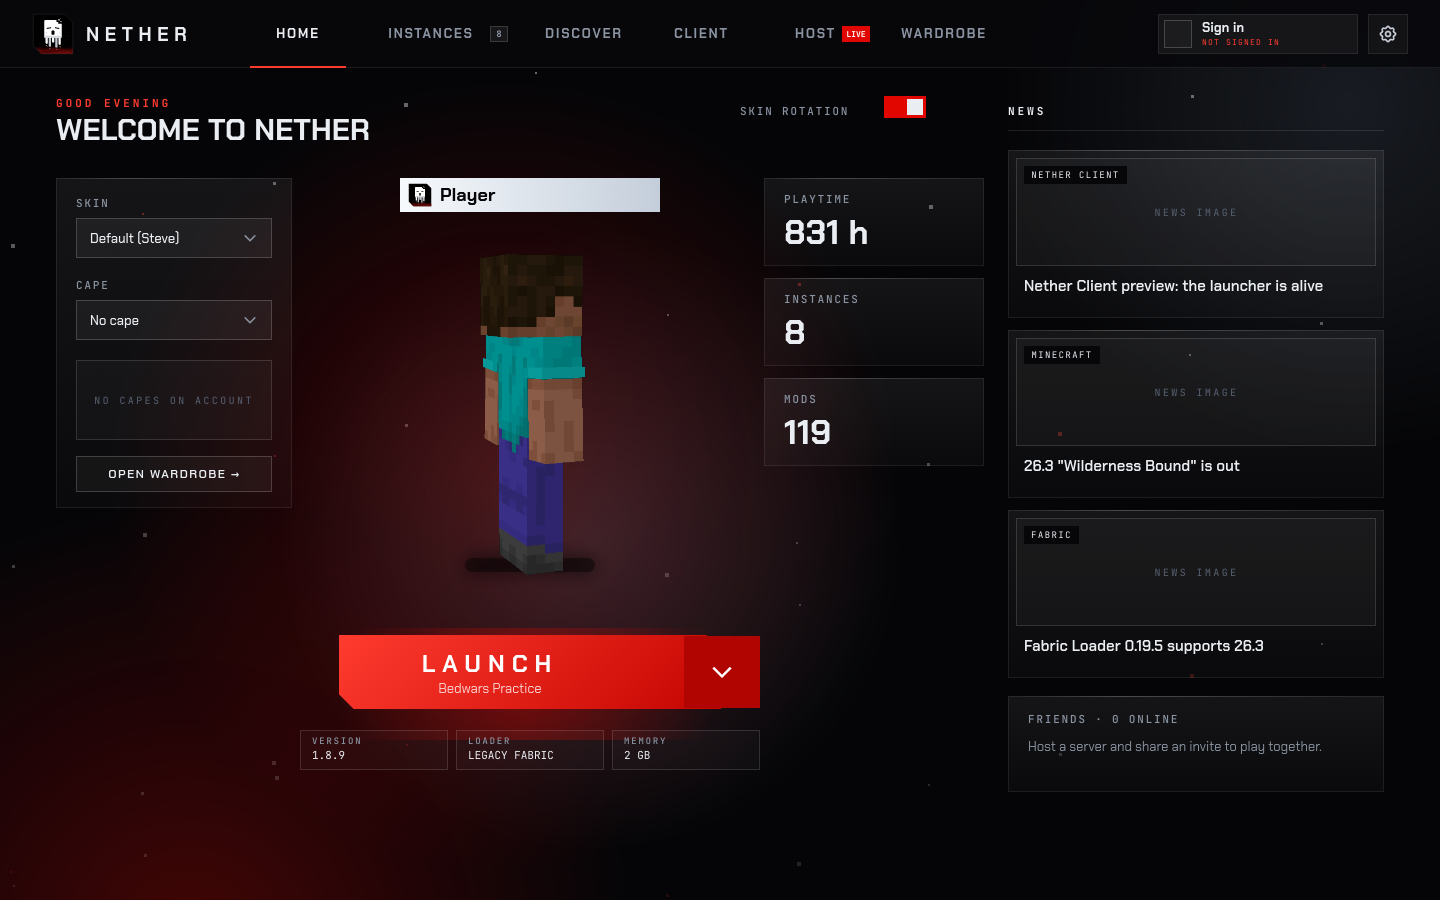 NETHER
HOME
INSTANCES 8
DISCOVER
CLIENT
HOST LIVE
WARDROBE
Sign in
NOT SIGNED IN
GOOD EVENING
WELCOME TO NETHER
SKIN ROTATION
SKIN
Default (Steve)
CAPE
No cape
NO CAPES ON ACCOUNT
OPEN WARDROBE →
Player
PLAYTIME
831 h
INSTANCES
8
MODS
119
LAUNCH
Bedwars Practice
VERSION
1.8.9
LOADER
LEGACY FABRIC
MEMORY
2 GB
NEWS
NETHER CLIENT
NEWS IMAGE
Nether Client preview: the launcher is alive
MINECRAFT
NEWS IMAGE
26.3 "Wilderness Bound" is out
FABRIC
NEWS IMAGE
Fabric Loader 0.19.5 supports 26.3
FRIENDS · 0 ONLINE
Host a server and share an invite to play together.